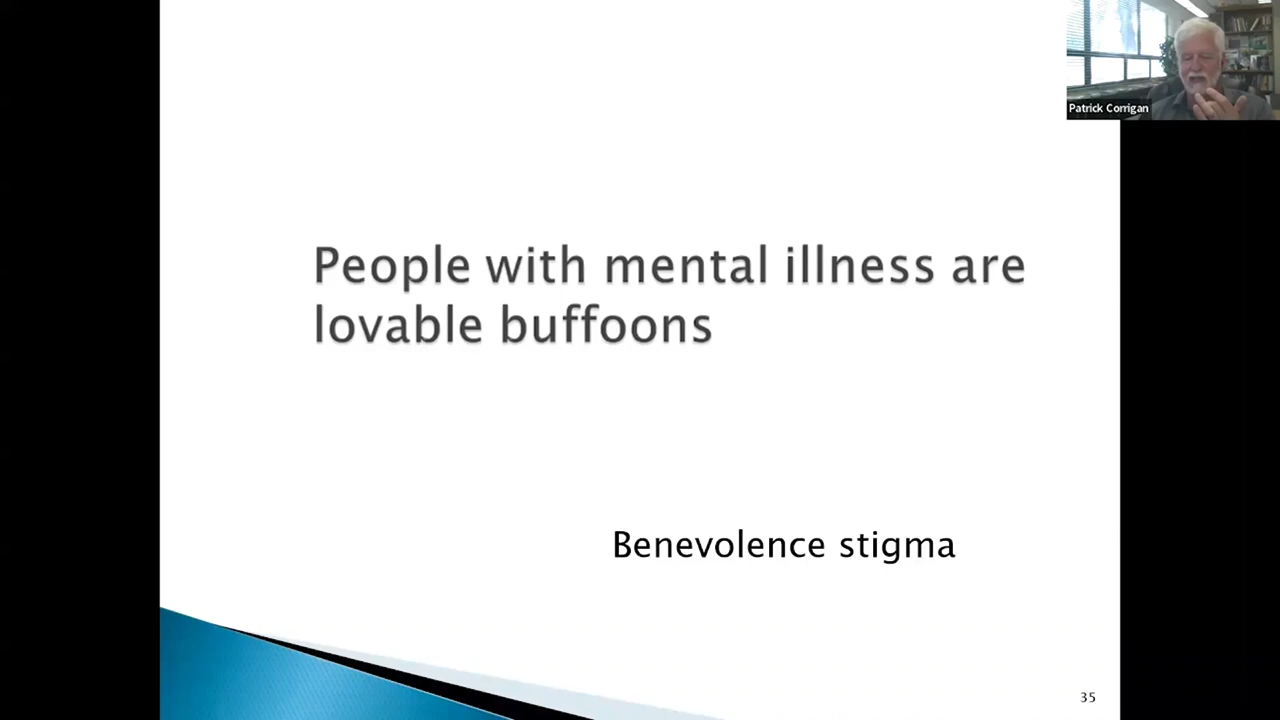 Patrick Corrigan
People with mental illness are
lovable buffoons
Benevolence stigma
35